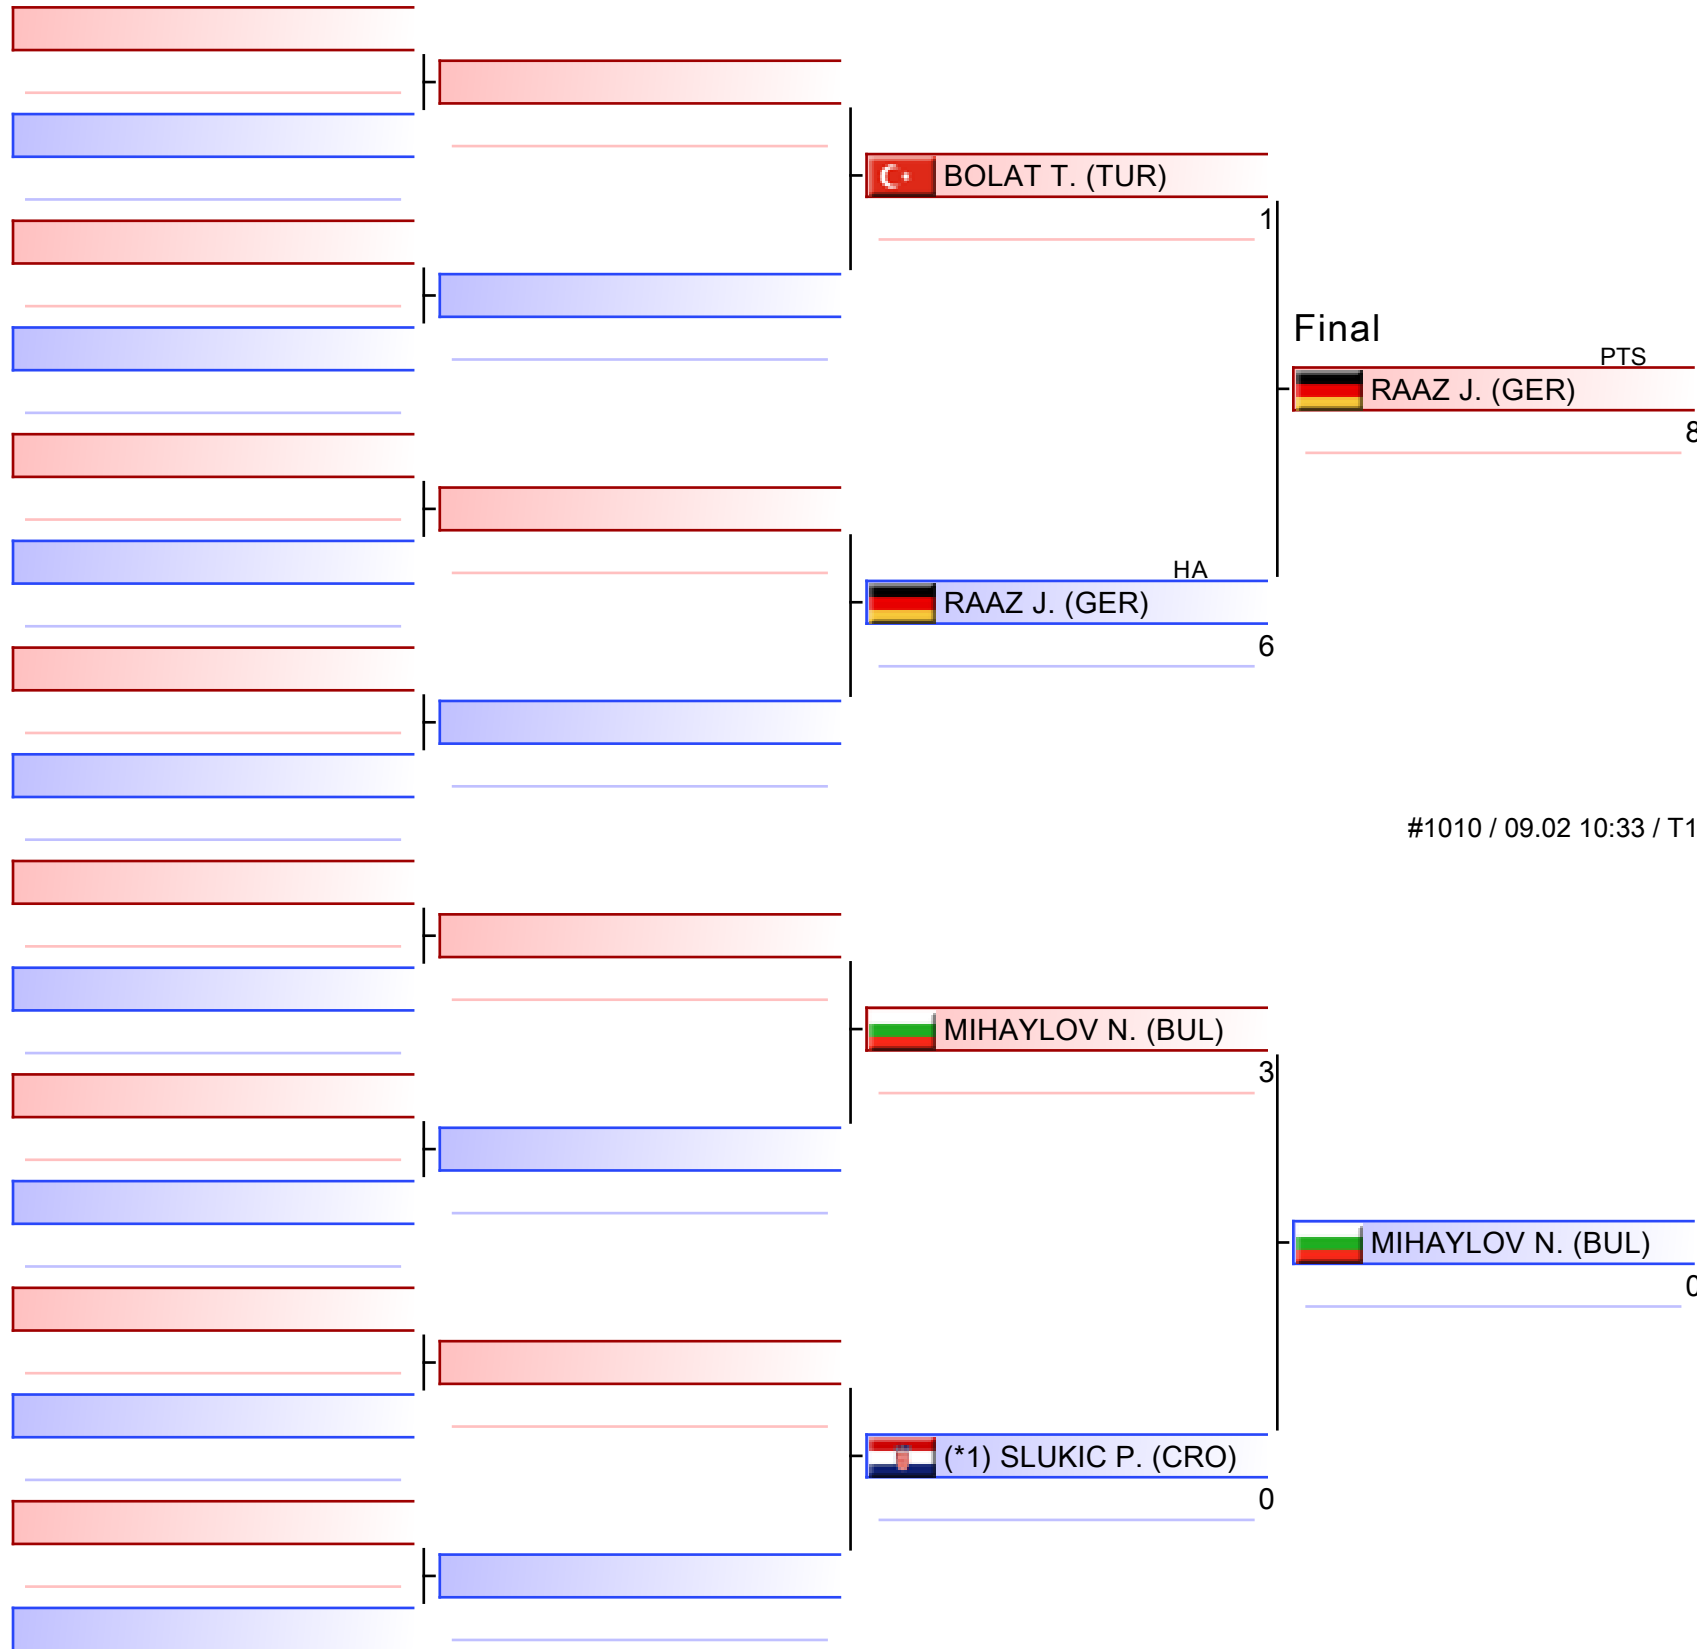 BOLAT T. (TUR)
1
Final
PTS
RAAZ J. (GER)
8
HA
RAAZ J. (GER)
6
#1010 / 09.02 10:33 / T1
MIHAYLOV N. (BUL)
3
MIHAYLOV N. (BUL)
0
(*1) SLUKIC P. (CRO)
0